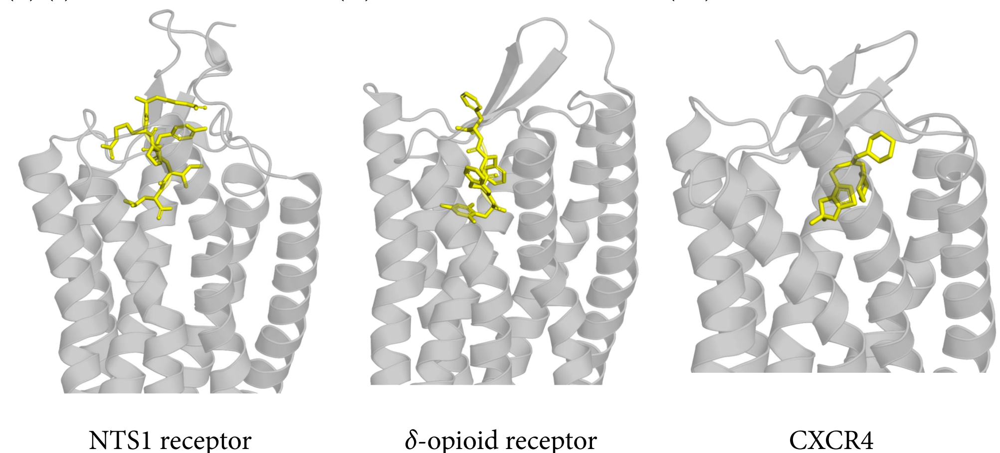 NTS1 receptor
δ-opioid receptor
CXCR4